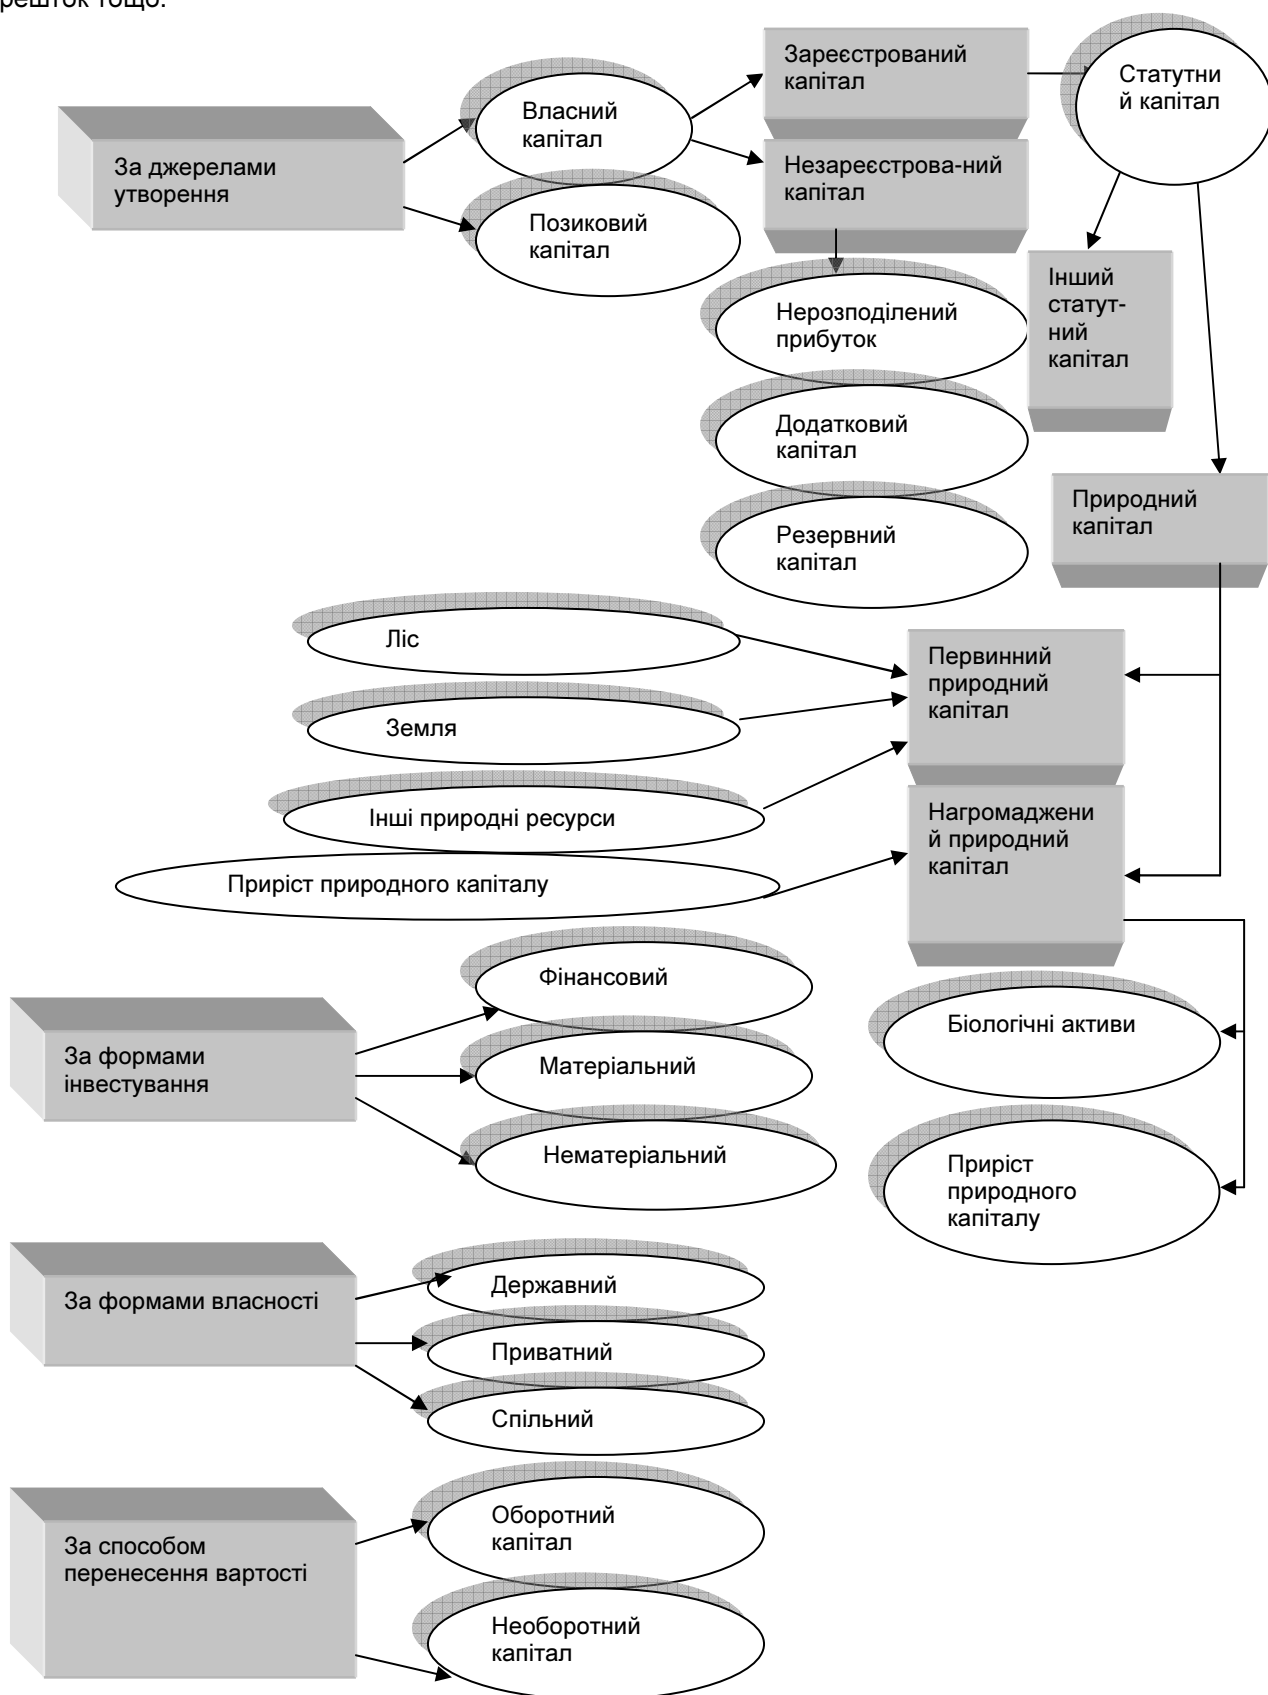 решток тощо.
Зареєстрований
капітал
Статутни
й капітал
Власний
капітал
За джерелами
утворення
Незареєстрова-ний
капітал
Позиковий
капітал
Інший
статут-
ний
капітал
Нерозподілений
прибуток
Додатковий
капітал
Природний
капітал
Резервний
капітал
Ліс
Первинний
природний
капітал
Земля
Інші природні ресурси
Нагромаджени
й природний
капітал
Приріст природного капіталу
Фінансовий
Біологічні активи
За формами
інвестування
Матеріальний
Нематеріальний
Приріст
природного
капіталу
За формами власності
Державний
Приватний
Спільний
Оборотний
капітал
За способом
перенесення вартості
Необоротний
капітал